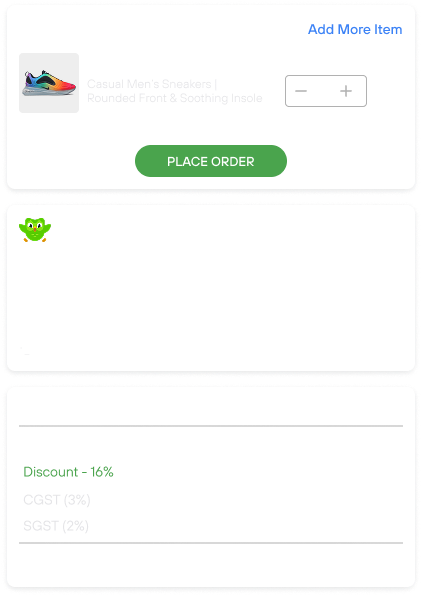 Add More Item
Casual Men's Sneakers |
Rounded Front & Soothing Insole
PLACE ORDER
Discount - 16%
CGST (3%)
SGST (2%)